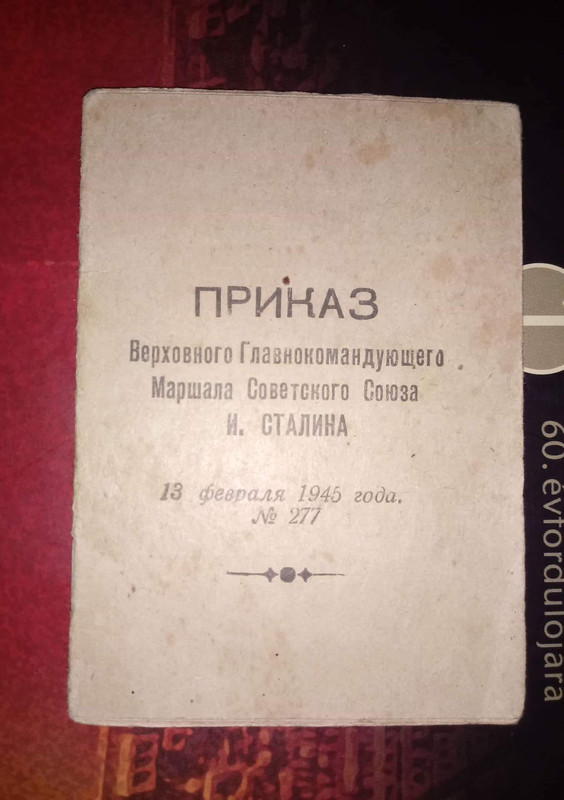 ПРИКАЗ
Верховного Главнокомандующего
Маршала Советского Союза
И. СТАЛИНА
13 февраля 1945 года.
№ 277
60. évfordulójára